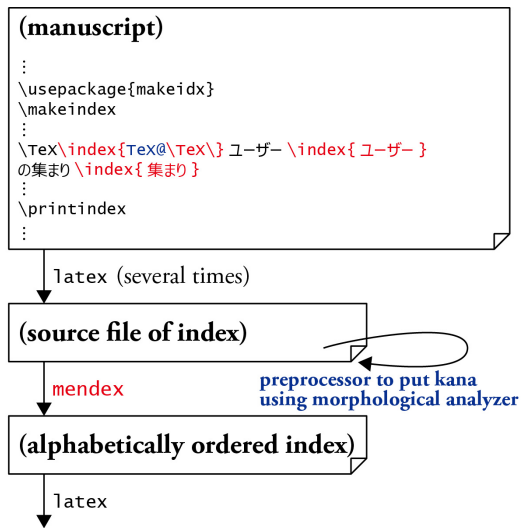 (manuscript)
⋮
\usepackage{makeidx}
\makeindex
⋮
\TeX\index{TeX@\TeX\} ユーザー \index{ ユーザー }
の集まり \index{ 集まり }
⋮
\printindex
⋮
latex (several times)
(source file of index)
preprocessor to put kana
using morphological analyzer
mendex
(alphabetically ordered index)
latex